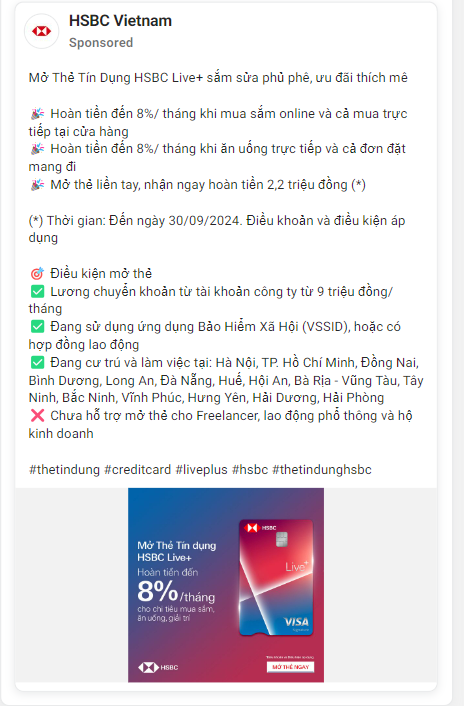 HSBC Vietnam
Sponsored
Mở Thẻ Tín Dụng HSBC Live+ sắm sửa phủ phê, ưu đãi thích mê
🎉 Hoàn tiền đến 8%/ tháng khi mua sắm online và cả mua trực
tiếp tại cửa hàng
🎉 Hoàn tiền đến 8%/ tháng khi ăn uống trực tiếp và cả đơn đặt
mang đi
🎉 Mở thẻ liền tay, nhận ngay hoàn tiền 2,2 triệu đồng (*)
(*) Thời gian: Đến ngày 30/09/2024. Điều khoản và điều kiện áp
dụng
🎯 Điều kiện mở thẻ
✅ Lương chuyển khoản từ tài khoản công ty từ 9 triệu đồng/
tháng
✅ Đang sử dụng ứng dụng Bảo Hiểm Xã Hội (VSSID), hoặc có
hợp đồng lao động
✅ Đang cư trú và làm việc tại: Hà Nội, TP. Hồ Chí Minh, Đồng Nai,
Bình Dương, Long An, Đà Nẵng, Huế, Hội An, Bà Rịa - Vũng Tàu, Tây
Ninh, Bắc Ninh, Vĩnh Phúc, Hưng Yên, Hải Dương, Hải Phòng
❌ Chưa hỗ trợ mở thẻ cho Freelancer, lao động phổ thông và hộ
kinh doanh
#thetindung #creditcard #liveplus #hsbc #thetindunghsbc
Mở Thẻ Tín dụng
HSBC Live+
Hoàn tiền đến
8%/tháng
cho chi tiêu mua sắm,
ăn uống, giải trí
HSBC
Live+
VISA
HSBC
MỞ THẺ NGAY